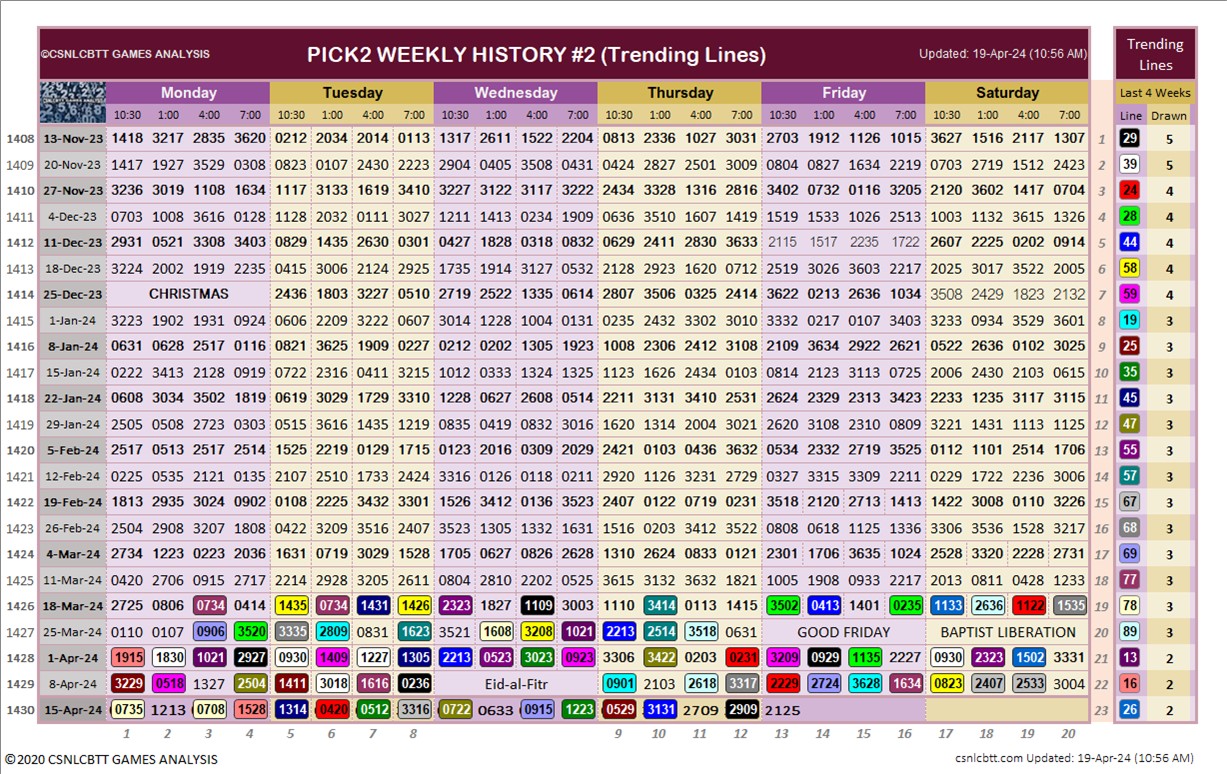 ©CSNLCBTT GAMES ANALYSIS PICK2 WEEKLY HISTORY #2 (Trending Lines) Updated: 19-Apr-24 (10:56 AM) Trending Lines
Monday Tuesday Wednesday Thursday Friday Saturday Last 4 Weeks
10:30 1:00 4:00 7:00 10:30 1:00 4:00 7:00 10:30 1:00 4:00 7:00 10:30 1:00 4:00 7:00 10:30 1:00 4:00 7:00 10:30 1:00 4:00 7:00 Line Drawn
1408 13-Nov-23 1418 3217 2835 3620 0212 2034 2014 0113 1317 2611 1522 2204 0813 2336 1027 3031 2703 1912 1126 1015 3627 1516 2117 1307 1 29 5
1409 20-Nov-23 1417 1927 3529 0308 0823 0107 2430 2223 2904 0405 3508 0431 0424 2827 2501 3009 0804 0827 1634 2219 0703 2719 1512 2423 2 39 5
1410 27-Nov-23 3236 3019 1108 1634 1117 3133 1619 3410 3227 3122 3117 3222 2434 3328 1316 2816 3402 0732 0116 3205 2120 3602 1417 0704 3 24 4
1411 4-Dec-23 0703 1008 3616 0128 1128 2032 0111 3027 1211 1413 0234 1909 0636 3510 1607 1419 1519 1533 1026 2513 1003 1132 3615 1326 4 28 4
1412 11-Dec-23 2931 0521 3308 3403 0829 1435 2630 0301 0427 1828 0318 0832 0629 2411 2830 3633 2115 1517 2235 1722 2607 2225 0202 0914 5 44 4
1413 18-Dec-23 3224 2002 1919 2235 0415 3006 2124 2925 1735 1914 3127 0532 2128 2923 1620 0712 2519 3026 3603 2217 2025 3017 3522 2005 6 58 4
1414 25-Dec-23 CHRISTMAS 2436 1803 3227 0519 2719 2522 1335 0614 2807 3506 2925 2414 3622 0213 2636 1034 3508 2429 1823 2132 7 59 4
1415 1-Jan-24 3223 1902 1931 0924 0606 2209 3222 0607 3014 1228 1004 0131 0235 2432 3302 3010 3332 0217 0107 3403 3233 0934 3529 3601 8 19 3
1416 8-Jan-24 0631 0628 2517 0116 0821 3625 1909 0227 0212 0202 1305 1923 1008 2306 2412 3108 2109 3634 2922 2621 0522 2636 0102 3025 9 25 3
1417 15-Jan-24 0222 3413 2128 0919 0722 2316 0411 3215 1012 0333 1324 1325 1123 1626 2434 0103 0814 2123 3113 0725 2006 2430 2103 0615 10 35 3
1418 22-Jan-24 0608 3034 3502 1819 0619 3029 1729 3310 1228 0627 2608 0514 2211 3131 3410 2531 2624 2329 2313 3423 2233 1235 3117 3115 11 45 3
1419 29-Jan-24 2505 0508 2723 0303 0515 3616 1435 1219 0835 0419 0832 3016 1620 1314 2004 3021 2620 3108 2310 0809 3221 1431 1113 1125 12 47 3
1420 5-Feb-24 2517 0513 2517 2514 1525 2219 0129 1715 0123 2016 0309 2029 2421 0103 0436 3632 0534 2332 2719 3525 0112 1101 2514 1706 13 55 3
1421 12-Feb-24 0225 0535 2121 0135 2107 2510 1733 2424 3316 0126 0118 0211 2920 1126 2731 2729 0527 3315 3309 2211 0229 1722 2236 3006 14 57 3
1422 19-Feb-24 1813 2935 3024 0902 0108 2225 3432 3301 1526 3412 0136 3523 2407 0122 0719 0231 3518 2120 2713 1413 1422 3008 0110 3226 15 67 3
1423 26-Feb-24 2504 2908 3207 1808 0422 3209 3516 2407 3523 1305 1332 1631 1516 0203 3412 3522 0808 0618 1125 1336 3306 3536 1528 3217 16 68 3
1424 4-Mar-24 2734 1223 0223 2036 1631 0719 3029 1528 1705 0627 0826 2628 1310 2624 0833 0121 2301 1706 3635 1024 2528 3320 2228 2731 17 69 3
1425 11-Mar-24 0420 2706 0915 2717 2214 2928 3205 2611 0804 2810 2202 0525 3615 3132 3632 1821 1005 1908 0933 2217 2013 0811 0428 1233 18 77 3
1426 18-Mar-24 2725 0806 0734 0414 1435 0734 1431 1426 2323 1827 1109 3003 1110 3414 0113 1415 3502 0413 1401 0235 1133 2636 1122 1535 19 78 3
1427 25-Mar-24 0110 0107 0906 3520 3335 2809 0831 1623 3521 1608 3208 1021 2213 2514 3518 0631 GOOD FRIDAY BAPTIST LIBERATION 20 89 3
1428 1-Apr-24 1915 1830 1021 2927 0930 1409 1227 1305 2213 0523 3023 0923 3306 3422 0203 0231 3209 0929 1135 2227 0930 2323 1502 3331 21 13 2
1429 8-Apr-24 3229 0518 1327 2504 1411 3018 1616 0236 Eid-al-Fitr 0901 2103 2618 3317 2229 2724 3628 1634 0823 2407 2533 3004 22 16 2
1430 15-Apr-24 0735 1213 0708 1528 1314 0420 0512 3316 0722 0633 0915 1223 0529 3131 2709 2909 2125 23 26 2
1 2 3 4 5 6 7 8 9 10 11 12 13 14 15 16 17 18 19 20
©2020 CSNLCBTT GAMES ANALYSIS csnlcbtt.com Updated: 19-Apr-24 (10:56 AM)